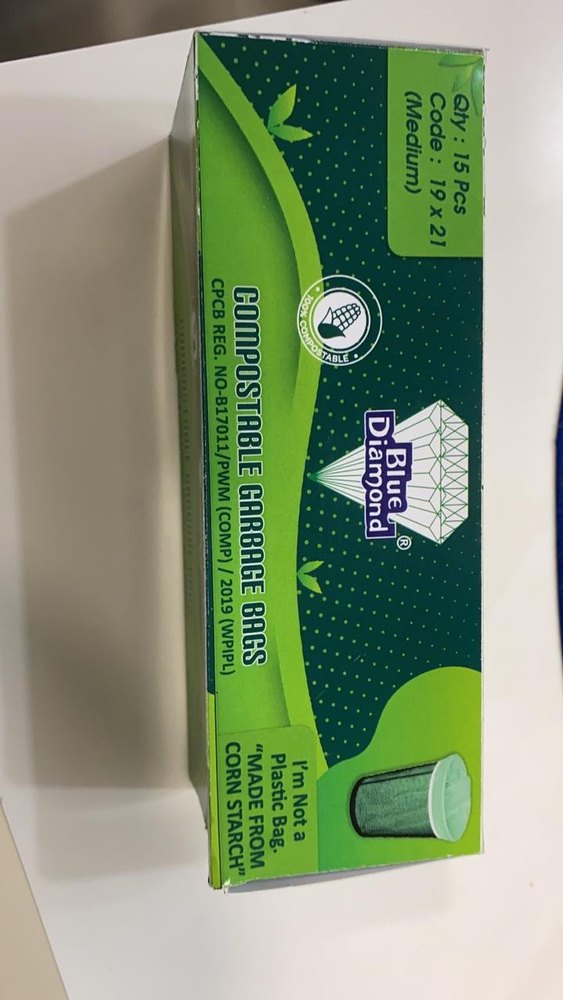 Qty : 15 Pcs
Code : 19 x 21
(Medium)
100% COMPOSTABLE
Blue
Diamond®
COMPOSTABLE GARBAGE BAGS
CPCB REG. NO-B17011/PWM (COMP) / 2019 (WPIPL)
I'm Not a
Plastic Bag.
“MADE FROM
CORN STARCH”